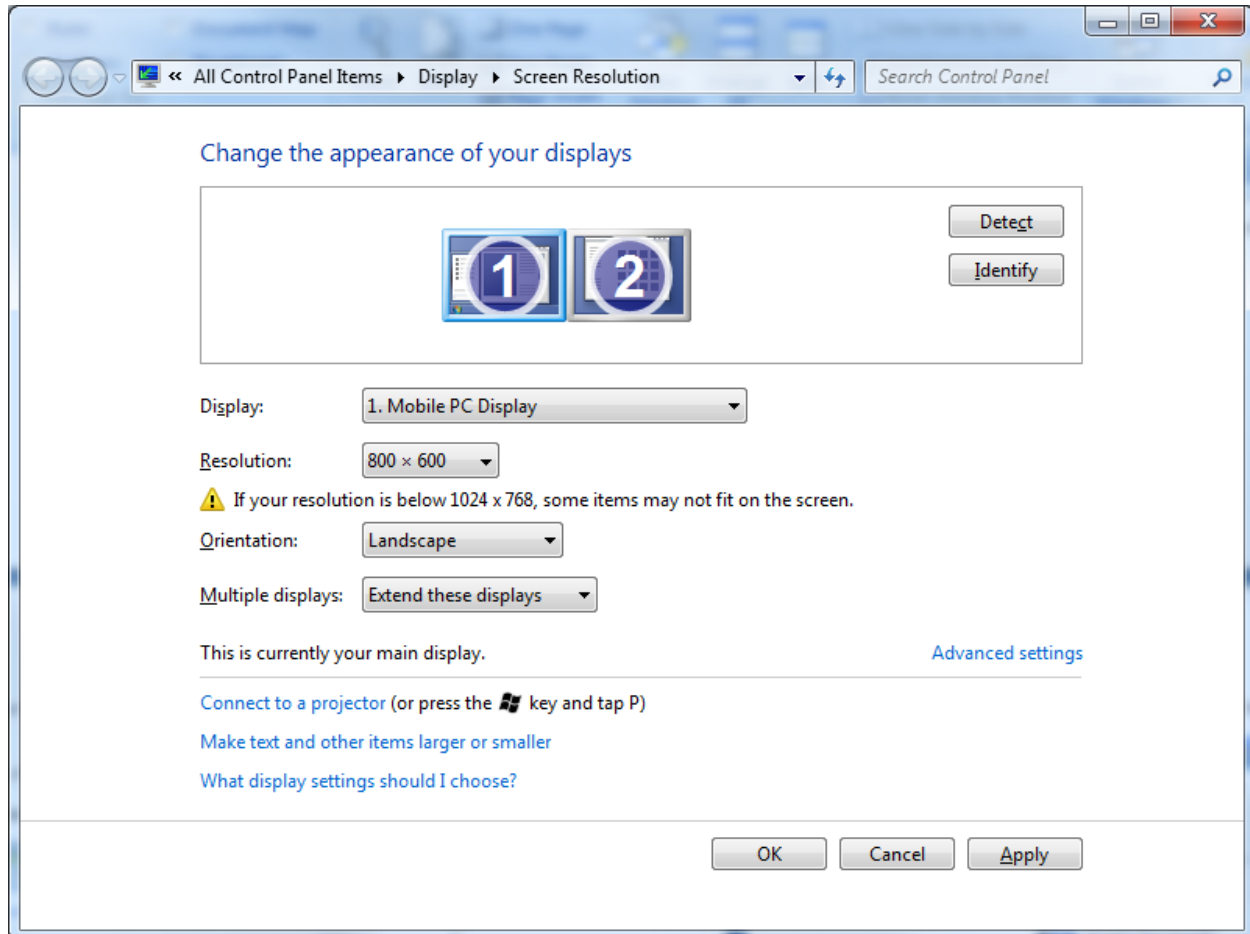 « All Control Panel Items ▸ Display ▸ Screen Resolution Search Control Panel
Change the appearance of your displays
1 2
Detect
Identify
Display: 1. Mobile PC Display
Resolution: 800 × 600
If your resolution is below 1024 x 768, some items may not fit on the screen.
Orientation: Landscape
Multiple displays: Extend these displays
This is currently your main display. Advanced settings
Connect to a projector (or press the key and tap P)
Make text and other items larger or smaller
What display settings should I choose?
OK Cancel Apply